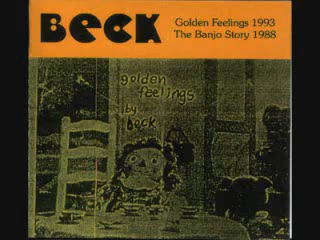 BECK
Golden Feelings 1993
The Banjo Story 1988
golden
feelings
by
beck